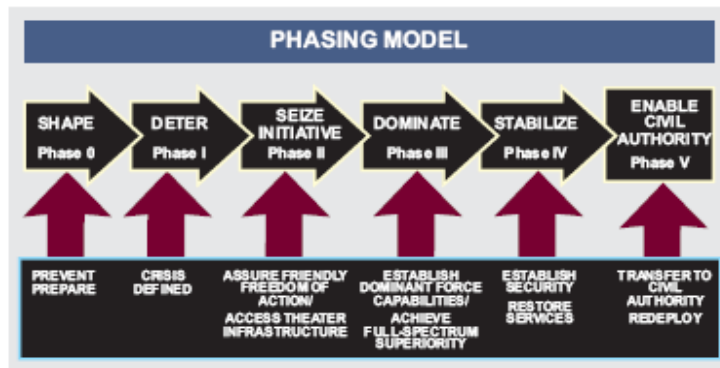 PHASING MODEL
SHAPE
Phase 0
DETER
Phase I
SEIZE
INITIATIVE
Phase II
DOMINATE
Phase III
STABILIZE
Phase IV
ENABLE
CIVIL
AUTHORITY
Phase V
PREVENT
PREPARE
CRISIS
DEFINED
ASSURE FRIENDLY
FREEDOM OF
ACTION/
ACCESS THEATER
INFRASTRUCTURE
ESTABLISH
DOMINANT FORCE
CAPABILITIES/
ACHIEVE
FULL-SPECTRUM
SUPERIORITY
ESTABLISH
SECURITY
RESTORE
SERVICES
TRANSFER TO
CIVIL
AUTHORITY
REDEPLOY